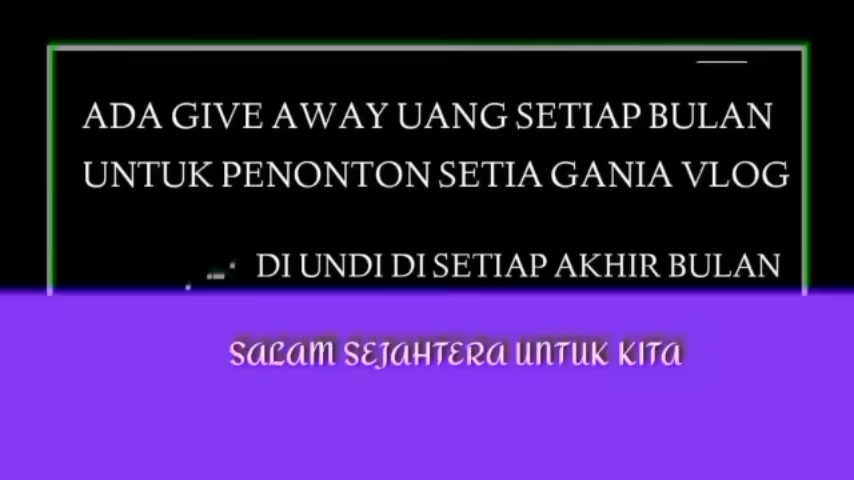 ADA GIVE AWAY UANG SETIAP BULAN
UNTUK PENONTON SETIA GANIA VLOG
DI UNDI DI SETIAP AKHIR BULAN
SALAM SEJAHTERA UNTUK KITA